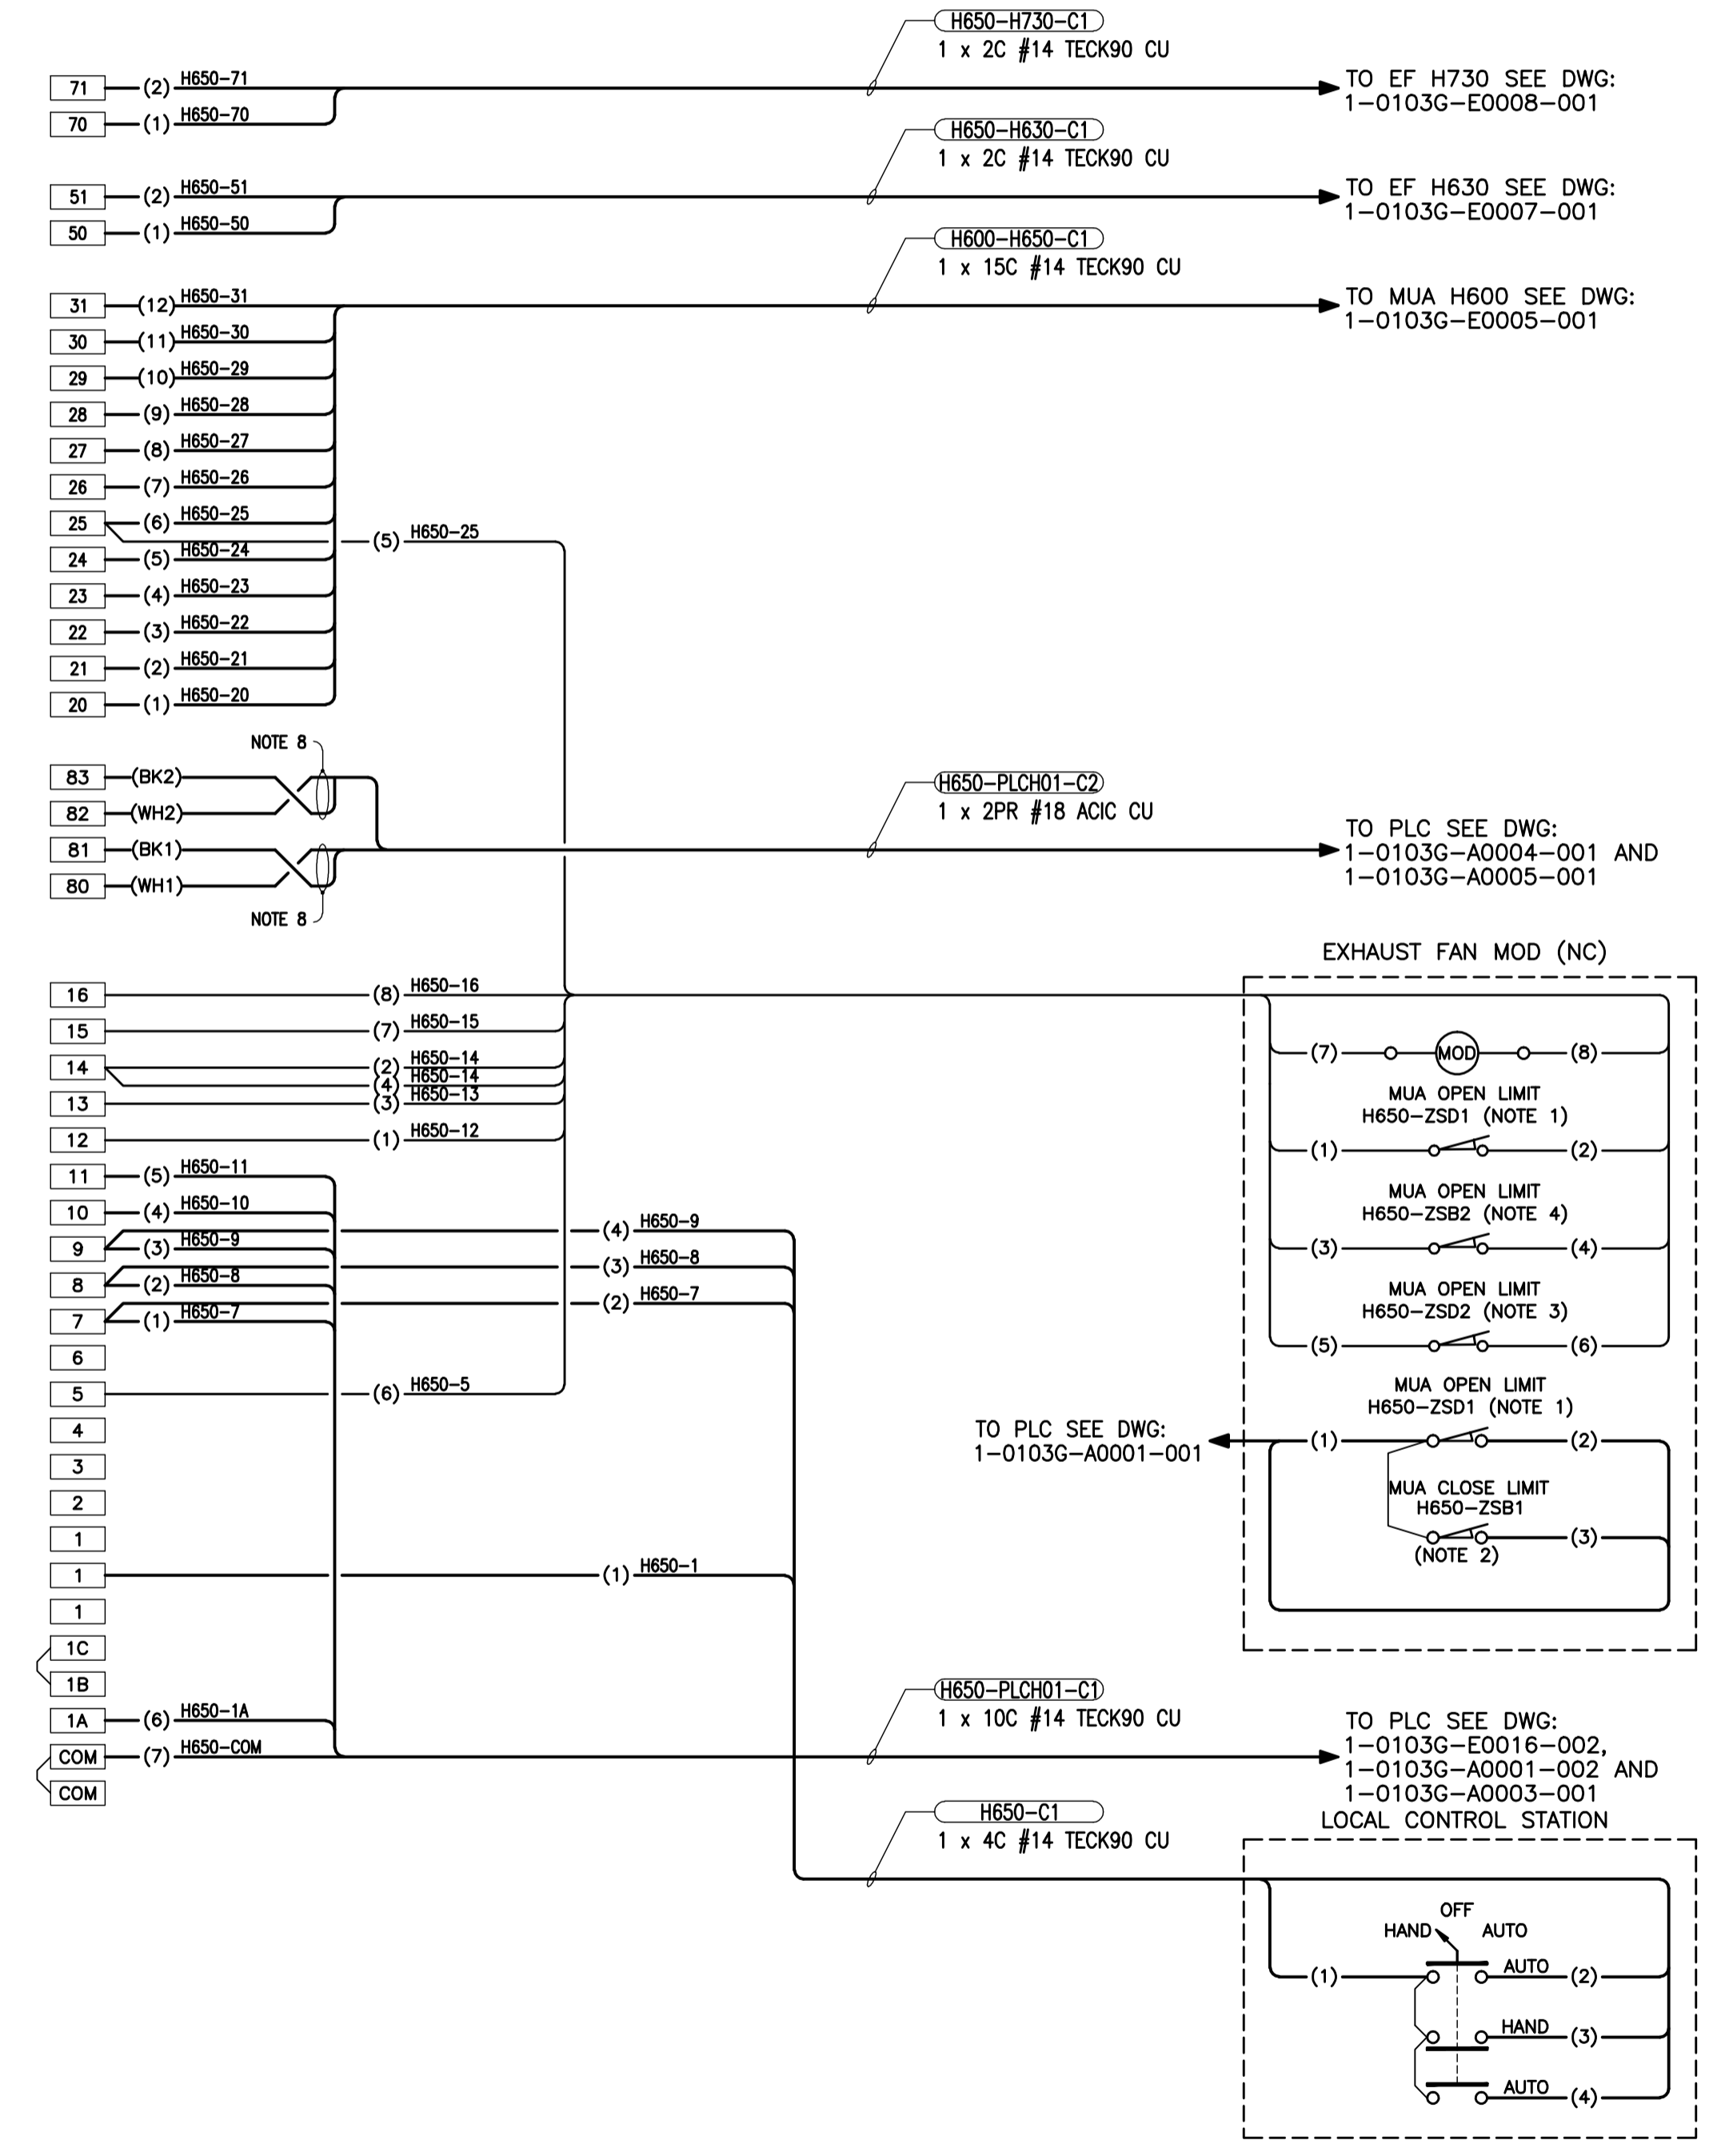 H650-H730-C1
1 x 2C #14 TECK90 CU
71 (2) H650-71
TO EF H730 SEE DWG:
1-0103G-E0008-001
70 (1) H650-70
H650-H630-C1
1 x 2C #14 TECK90 CU
51 (2) H650-51
TO EF H630 SEE DWG:
1-0103G-E0007-001
50 (1) H650-50
H600-H650-C1
1 x 15C #14 TECK90 CU
31 (12) H650-31
TO MUA H600 SEE DWG:
1-0103G-E0005-001
30 (11) H650-30
29 (10) H650-29
28 (9) H650-28
27 (8) H650-27
26 (7) H650-26
25 (6) H650-25
(5) H650-25
24 (5) H650-24
23 (4) H650-23
22 (3) H650-22
21 (2) H650-21
20 (1) H650-20
NOTE 8
83 (BK2)
82 (WH2)
H650-PLCH01-C2
1 x 2PR #18 ACIC CU
81 (BK1)
80 (WH1)
NOTE 8
TO PLC SEE DWG:
1-0103G-A0004-001 AND
1-0103G-A0005-001
EXHAUST FAN MOD (NC)
16 (8) H650-16
15 (7) H650-15
14 (2) H650-14
(4) H650-14
13 (3) H650-13
12 (1) H650-12
11 (5) H650-11
10 (4) H650-10
(4) H650-9
9 (3) H650-9
(3) H650-8
8 (2) H650-8
(2) H650-7
7 (1) H650-7
6
5 (6) H650-5
4
3
2
1
1 (1) H650-1
1
1C
1B
1A (6) H650-1A
COM (7) H650-COM
COM
(7) MOD (8)
MUA OPEN LIMIT
H650-ZSD1 (NOTE 1)
(1) (2)
MUA OPEN LIMIT
H650-ZSB2 (NOTE 4)
(3) (4)
MUA OPEN LIMIT
H650-ZSD2 (NOTE 3)
(5) (6)
MUA OPEN LIMIT
H650-ZSD1 (NOTE 1)
TO PLC SEE DWG:
1-0103G-A0001-001
(1) (2)
MUA CLOSE LIMIT
H650-ZSB1
(3)
(NOTE 2)
H650-PLCH01-C1
1 x 10C #14 TECK90 CU
TO PLC SEE DWG:
1-0103G-E0016-002,
1-0103G-A0001-002 AND
1-0103G-A0003-001
H650-C1
1 x 4C #14 TECK90 CU
LOCAL CONTROL STATION
OFF
HAND AUTO
(1) AUTO (2)
HAND (3)
AUTO (4)